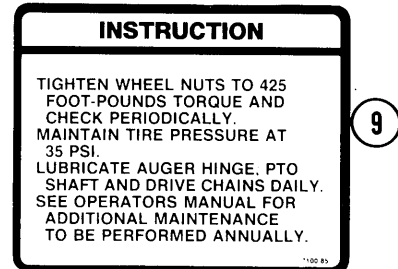 INSTRUCTION
TIGHTEN WHEEL NUTS TO 425
FOOT-POUNDS TORQUE AND
CHECK PERIODICALLY.
MAINTAIN TIRE PRESSURE AT
35 PSI.
LUBRICATE AUGER HINGE, PTO
SHAFT AND DRIVE CHAINS DAILY.
SEE OPERATORS MANUAL FOR
ADDITIONAL MAINTENANCE
TO BE PERFORMED ANNUALLY.
9